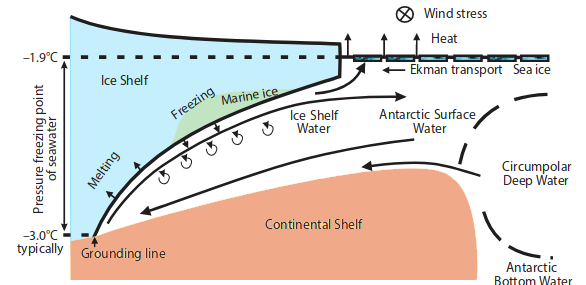 Wind stress
Heat
–1.9°C
Ice Shelf
Freezing
Marine ice
Ekman transport
Sea ice
Pressure freezing point
of seawater
Melting
Ice Shelf
Water
Antarctic Surface
Water
Circumpolar
Deep Water
Continental Shelf
–3.0°C
typically
Grounding line
Antarctic
Bottom Water